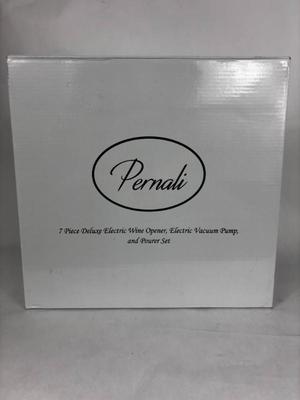 Pernali
7 Piece Deluxe Electric Wine Opener, Electric Vacuum Pump,
and Pourer Set